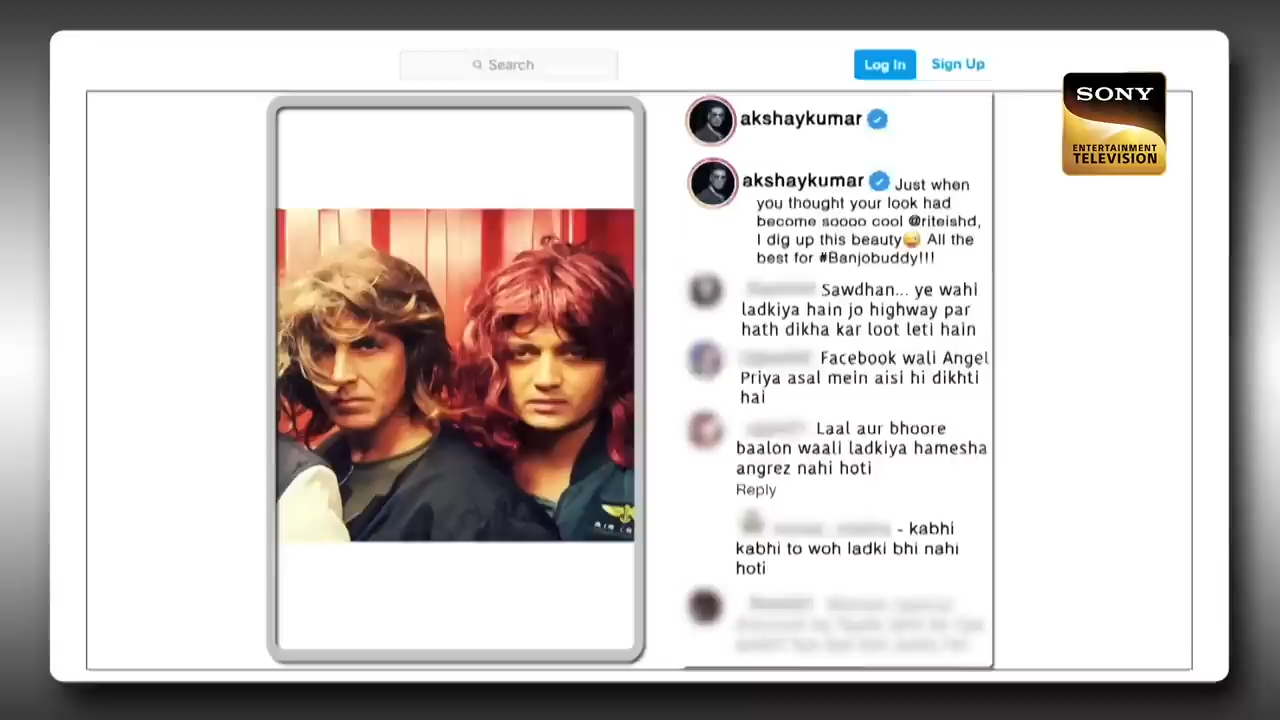 Search
Log In
Sign Up
SONY
ENTERTAINMENT
TELEVISION
akshaykumar
akshaykumar Just when
you thought your look had
become soooo cool @riteishd,
I dig up this beauty😜 All the
best for #Banjobuddy!!!
Sawdhan... ye wahi
ladkiya hain jo highway par
hath dikha kar loot leti hain
Facebook wali Angel
Priya asal mein aisi hi dikhti
hai
Laal aur bhoore
baalon waali ladkiya hamesha
angrez nahi hoti
Reply
- kabhi
kabhi to woh ladki bhi nahi
hoti
AIR